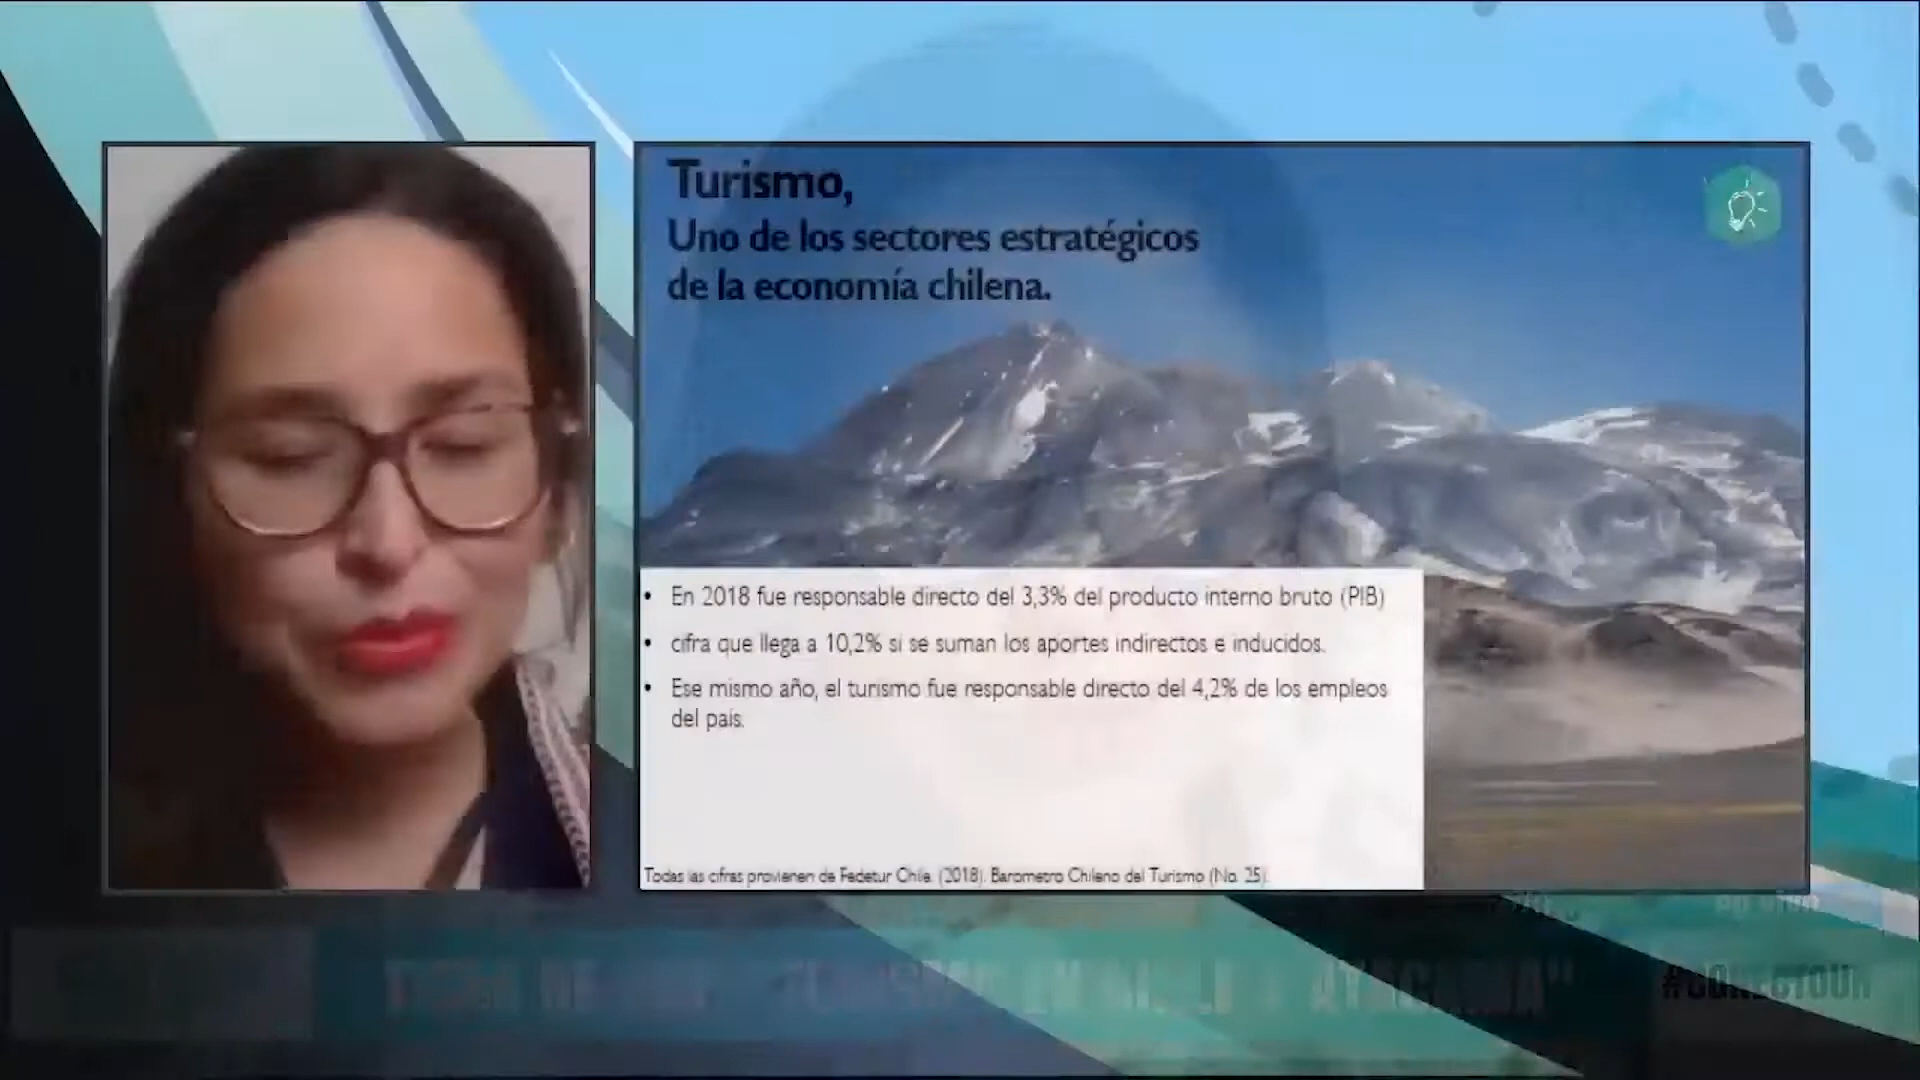 Turismo,
Uno de los sectores estratégicos
de la economía chilena.
• En 2018 fue responsable directo del 3,3% del producto interno bruto (PIB)
• cifra que llega a 10,2% si se suman los aportes indirectos e inducidos.
• Ese mismo año, el turismo fue responsable directo del 4,2% de los empleos
del país.
Todas las cifras provienen de Fedetur Chile. (2018). Barometro Chileno del Turismo (No. 25).
#CONECTOUR